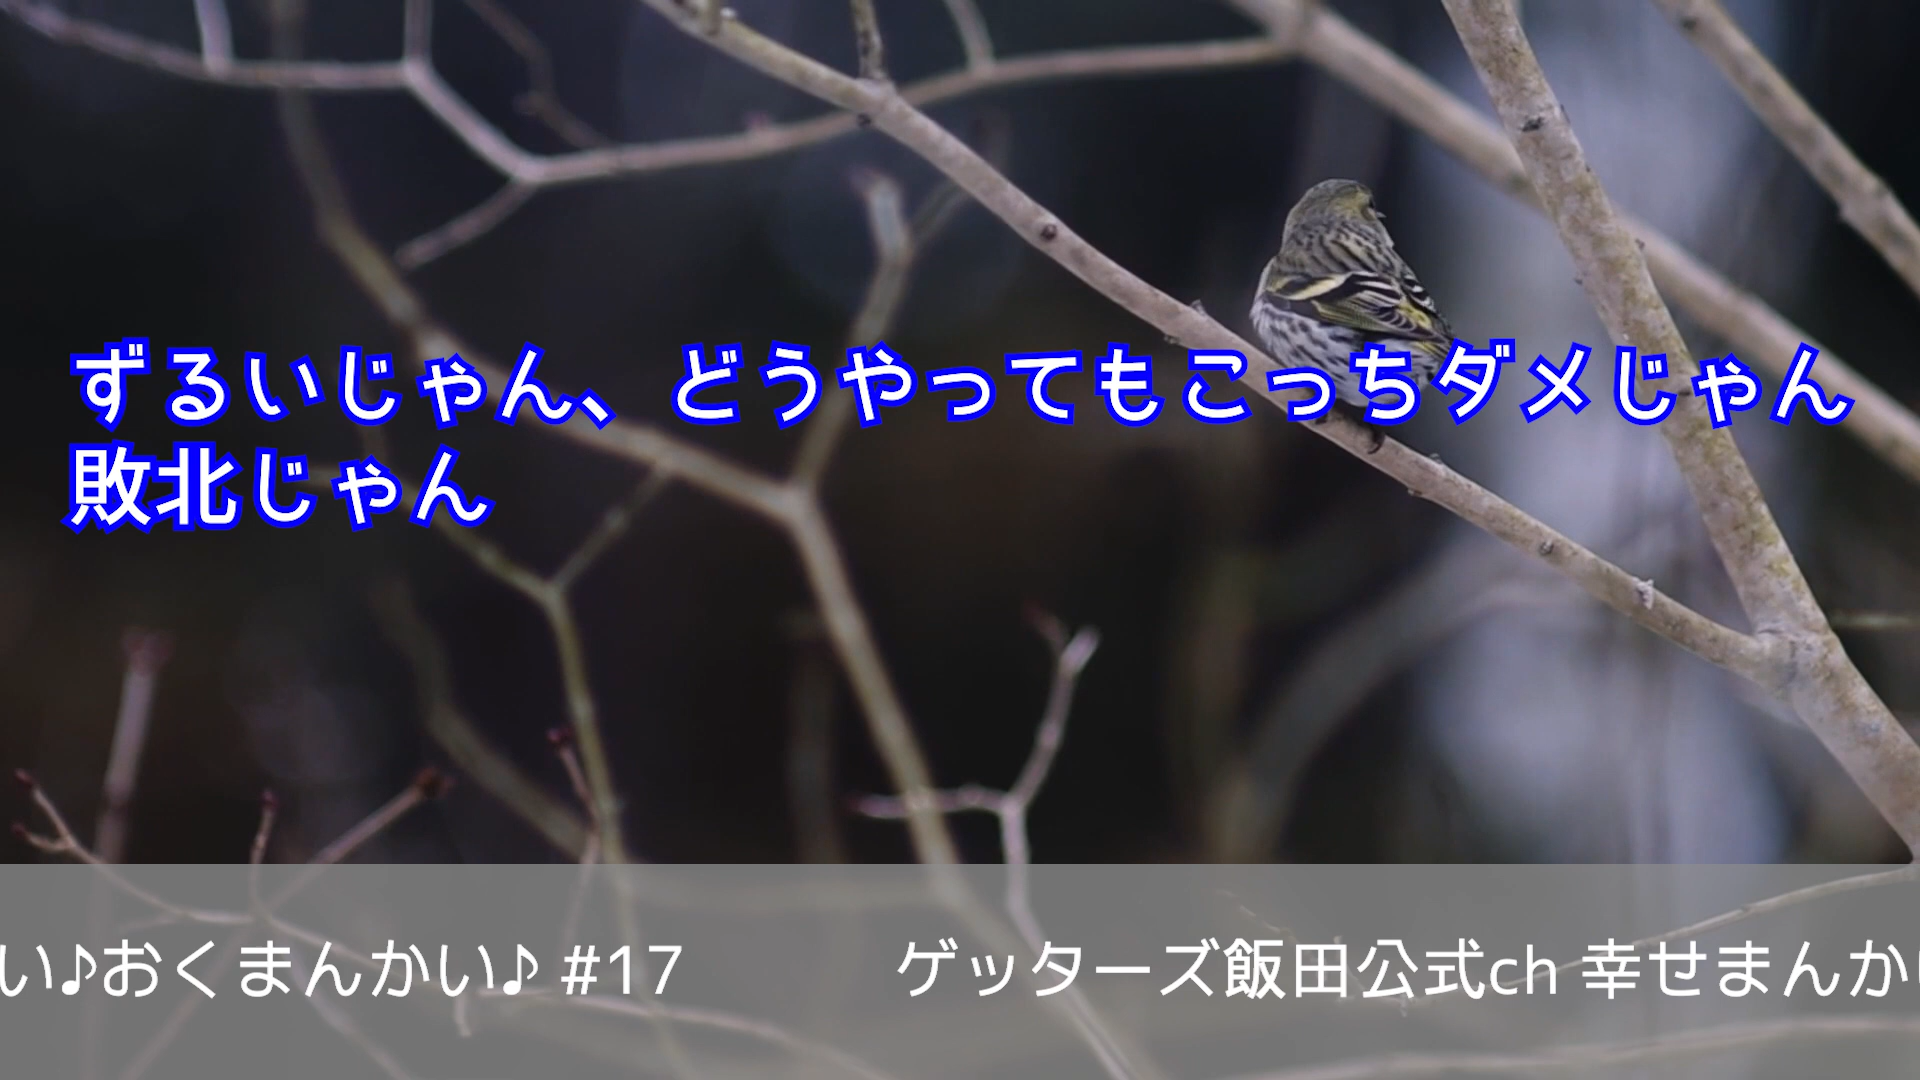 ずるいじゃん、どうやってもこっちダメじゃん
敗北じゃん
い♪おくまんかい♪ #17 ゲッターズ飯田公式ch 幸せまんか